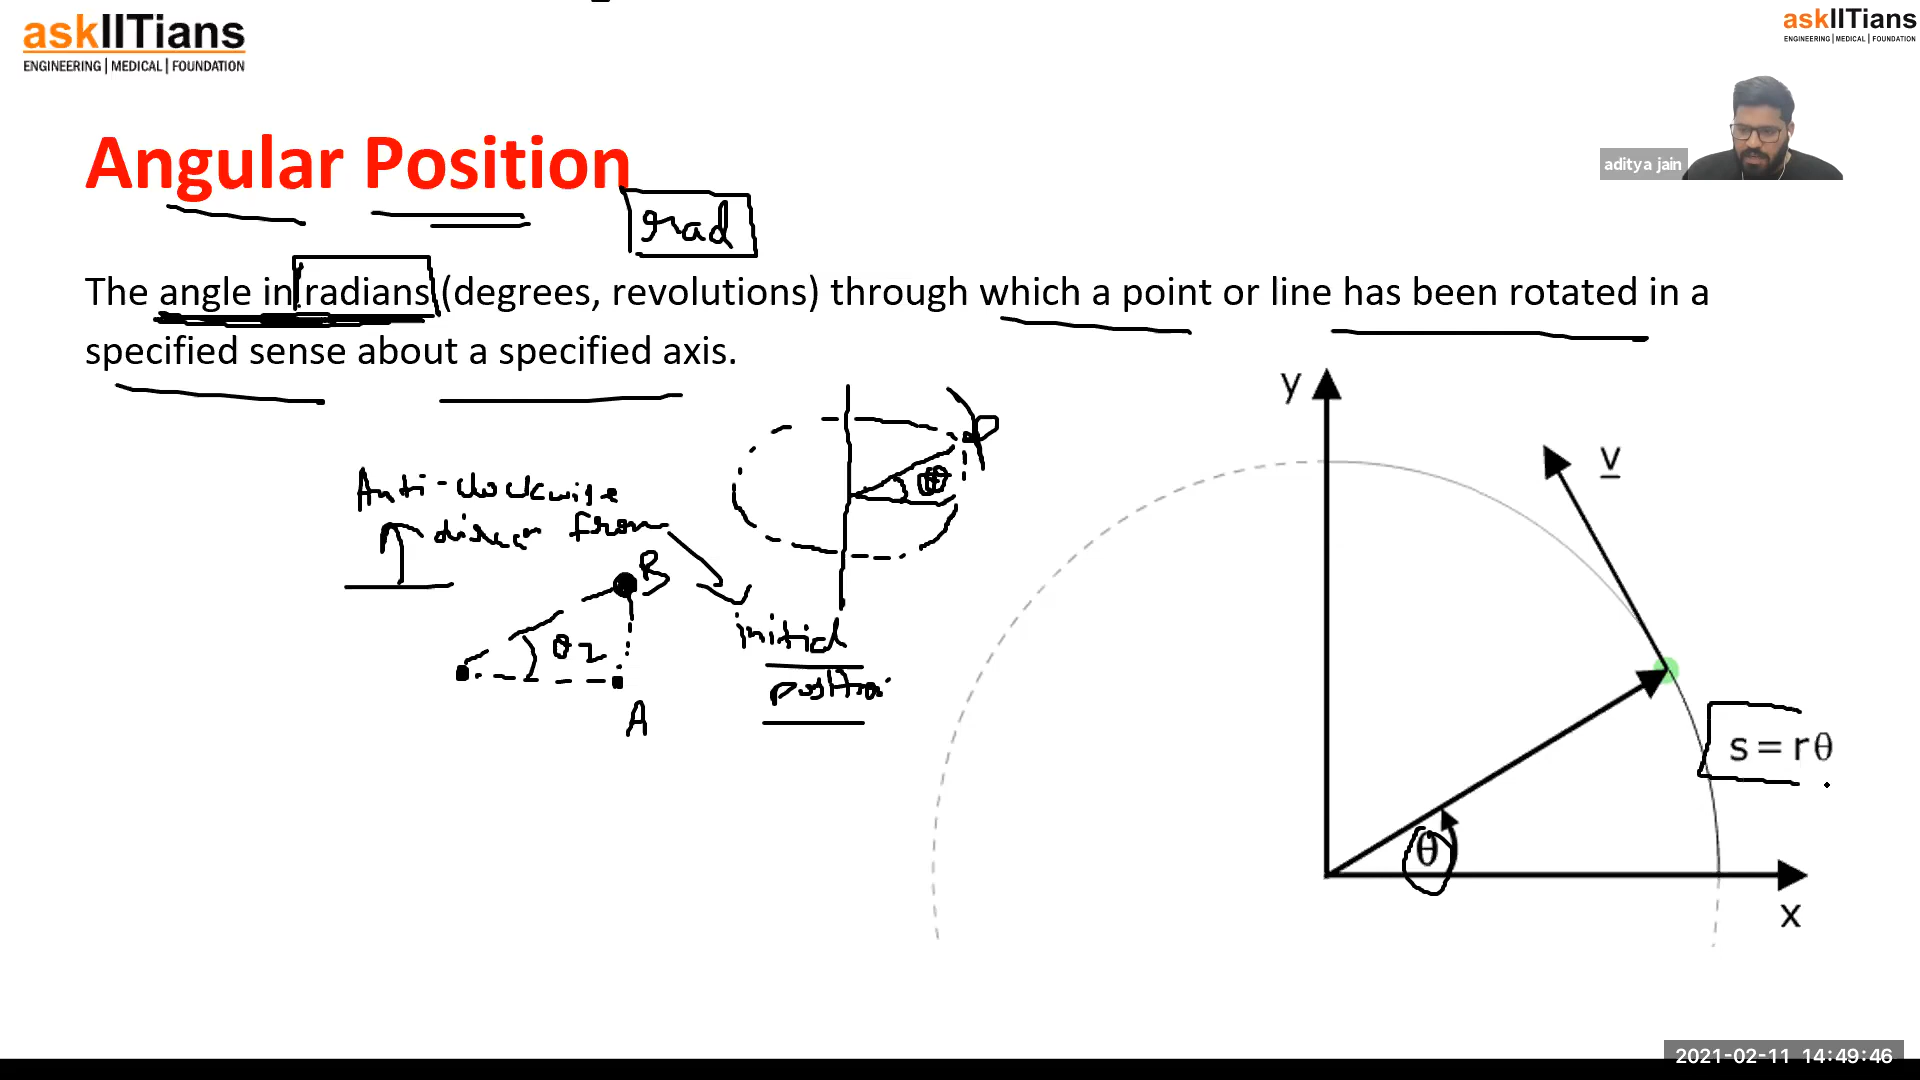 askIITians
ENGINEERING | MEDICAL | FOUNDATION
askIITians
ENGINEERING | MEDICAL | FOUNDATION
aditya jain
Angular Position
rad
The angle in radians (degrees, revolutions) through which a point or line has been rotated in a
specified sense about a specified axis.
P
θ
Anti-clockwise
from
B
θ2
A
initial
position
y
v
s = rθ
θ
x
2021-02-11 14:49:46